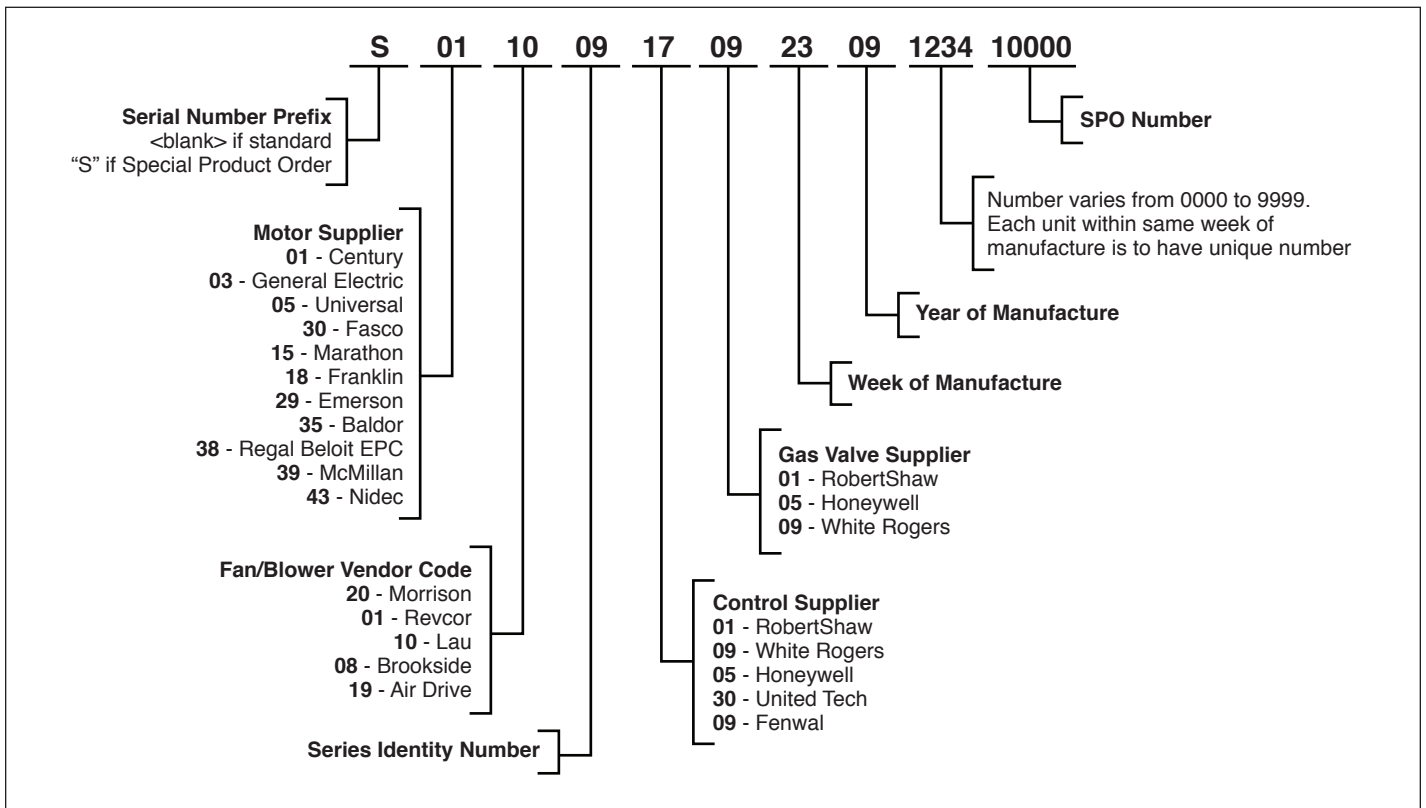 S 01 10 09 17 09 23 09 1234 10000
Serial Number Prefix
<blank> if standard
“S” if Special Product Order
Motor Supplier
01 - Century
03 - General Electric
05 - Universal
30 - Fasco
15 - Marathon
18 - Franklin
29 - Emerson
35 - Baldor
38 - Regal Beloit EPC
39 - McMillan
43 - Nidec
Fan/Blower Vendor Code
20 - Morrison
01 - Revcor
10 - Lau
08 - Brookside
19 - Air Drive
Series Identity Number
SPO Number
Number varies from 0000 to 9999.
Each unit within same week of
manufacture is to have unique number
Year of Manufacture
Week of Manufacture
Gas Valve Supplier
01 - RobertShaw
05 - Honeywell
09 - White Rogers
Control Supplier
01 - RobertShaw
09 - White Rogers
05 - Honeywell
30 - United Tech
09 - Fenwal